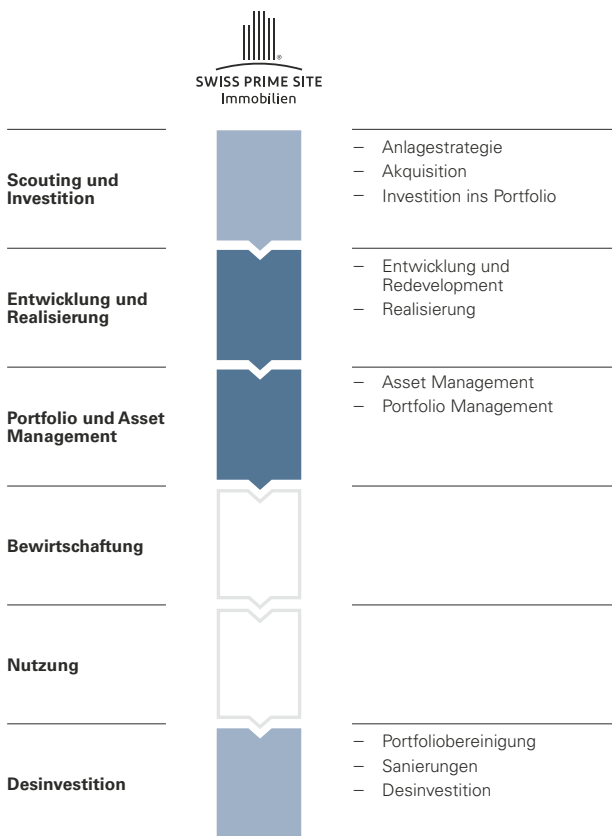 SWISS PRIME SITE
Immobilien
Scouting und
Investition
– Anlagestrategie
– Akquisition
– Investition ins Portfolio
Entwicklung und
Realisierung
– Entwicklung und
Redevelopment
– Realisierung
Portfolio und Asset
Management
– Asset Management
– Portfolio Management
Bewirtschaftung
Nutzung
Desinvestition
– Portfoliobereinigung
– Sanierungen
– Desinvestition